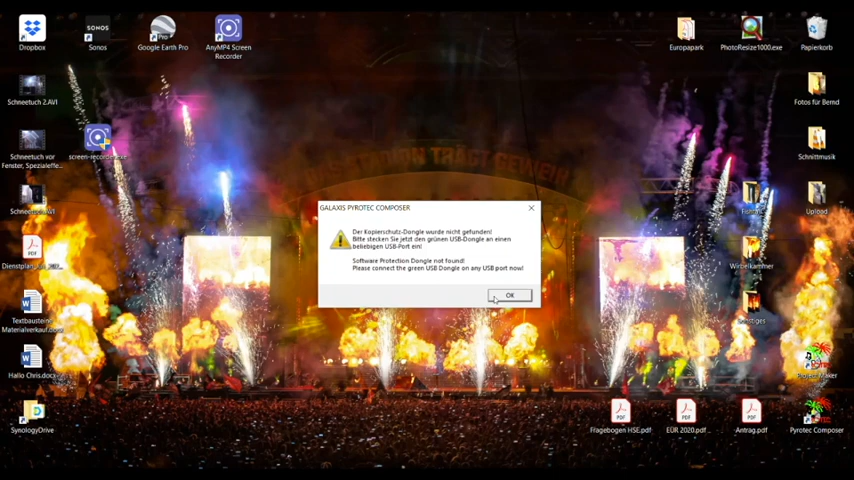 Dropbox
SONOS
Sonos
Pro
Google Earth Pro
AnyMP4 Screen
Recorder
Europapark
PhotoResize1000.exe
Papierkorb
Schneetuch 2.AVI
Fotos für Bernd
Schneetuch vor
Fenster, Spezialeffe...
screen-recorder.exe
Schnittmusik
TRÄGT GEWEIH
GALAXIS PYROTEC COMPOSER
Der Kopierschutz-Dongle wurde nicht gefunden!
Bitte stecken Sie jetzt den grünen USB-Dongle an einen
beliebigen USB-Port ein!
Software Protection Dongle not found!
Please connect the green USB Dongle on any USB port now!
OK
Upload
Wirbelkammer
Textbausteine
Materialverkauf.docx
Hallo Chris.docx
SynologyDrive
Fragebogen HSE.pdf
EÜR 2020.pdf...
Antrag.pdf
Pyrotec Composer